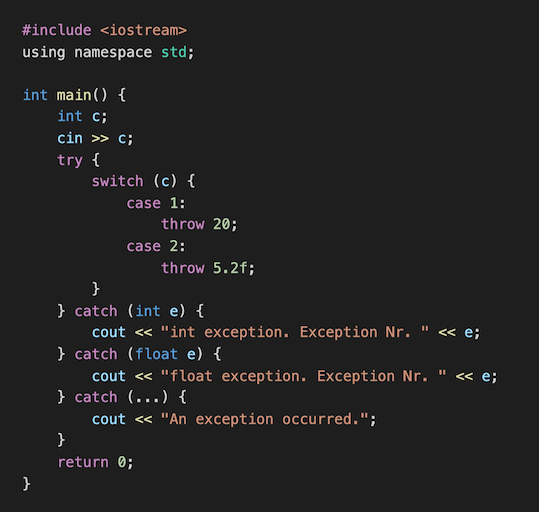 #include <iostream>
using namespace std;

int main() {
    int c;
    cin >> c;
    try {
        switch (c) {
            case 1:
                throw 20;
            case 2:
                throw 5.2f;
        }
    } catch (int e) {
        cout << "int exception. Exception Nr. " << e;
    } catch (float e) {
        cout << "float exception. Exception Nr. " << e;
    } catch (...) {
        cout << "An exception occurred.";
    }
    return 0;
}